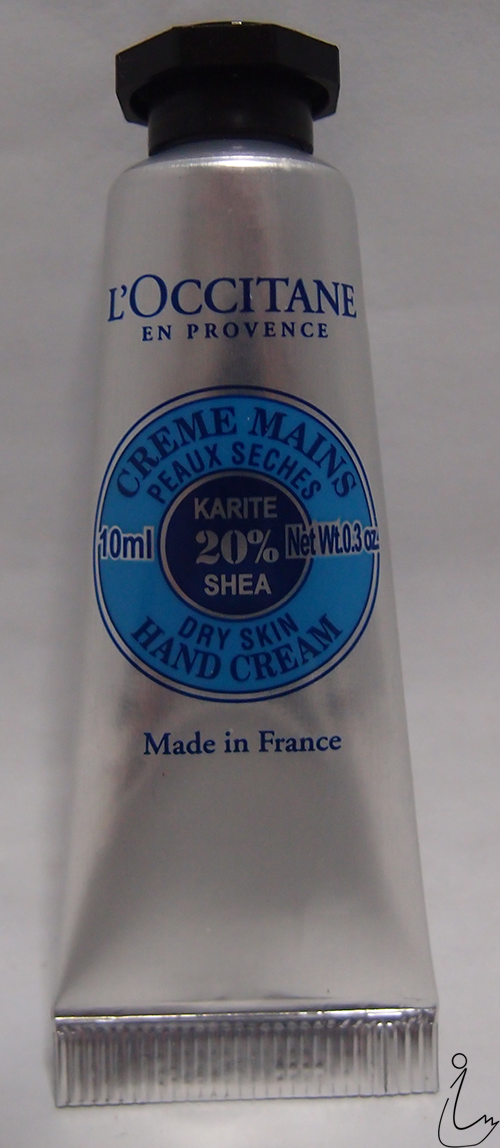 L'OCCITANE
EN PROVENCE
CREME MAINS
PEAUX SECHES
KARITE
10ml 20% Net Wt.0.3 oz.
SHEA
DRY SKIN
HAND CREAM
Made in France